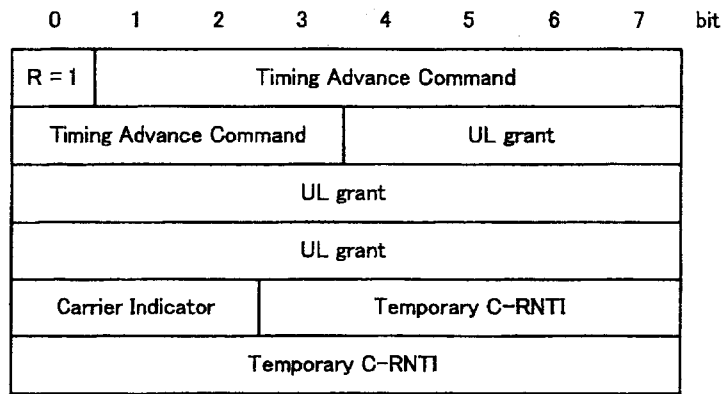 0 1 2 3 4 5 6 7 bit
R = 1 Timing Advance Command
Timing Advance Command UL grant
UL grant
UL grant
Carrier Indicator Temporary C-RNTI
Temporary C-RNTI